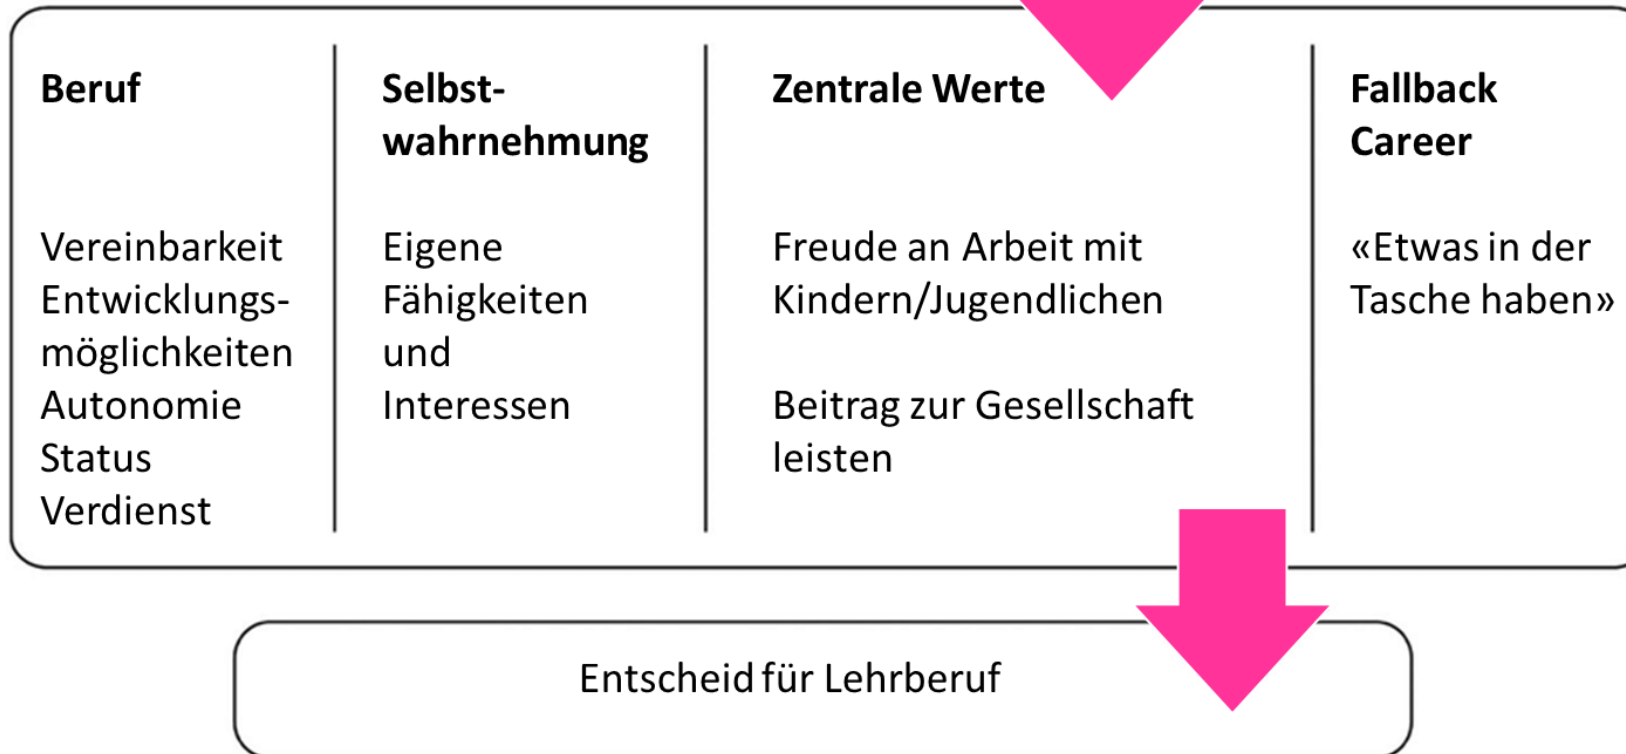 Beruf
Vereinbarkeit
Entwicklungs-
möglichkeiten
Autonomie
Status
Verdienst
Selbst-
wahrnehmung
Eigene
Fähigkeiten
und
Interessen
Zentrale Werte
Freude an Arbeit mit
Kindern/Jugendlichen
Beitrag zur Gesellschaft
leisten
Fallback
Career
«Etwas in der
Tasche haben»
Entscheid für Lehrberuf